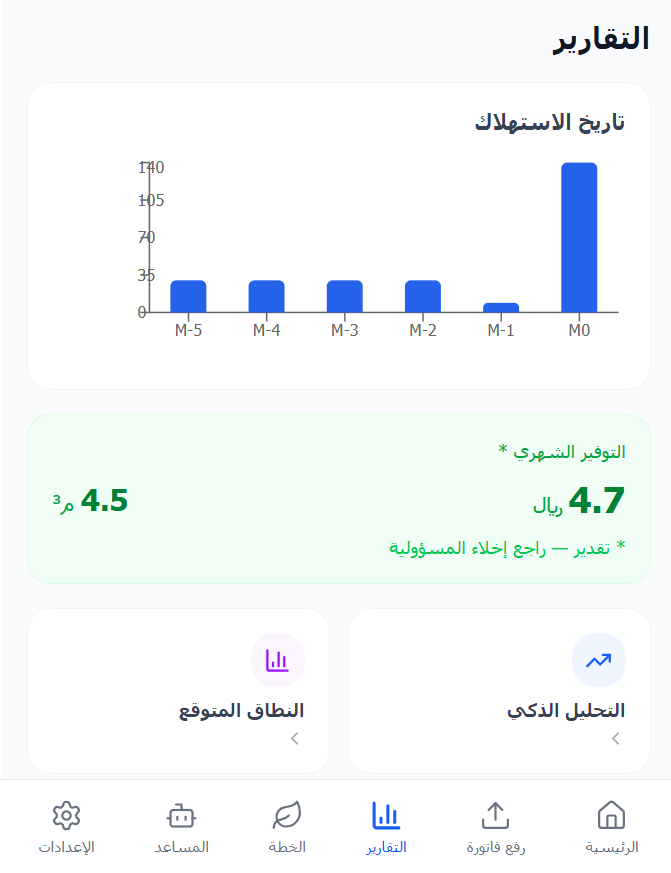 التقارير
تاريخ الاستهلاك
140
105
70
35
0
M-5 M-4 M-3 M-2 M-1 M0
التوفير الشهري *
4.7 ريال 4.5 م³
* تقدير — راجع إخلاء المسؤولية
التحليل الذكي النطاق المتوقع
الرئيسية رفع فاتورة التقارير الخطة المساعد الإعدادات